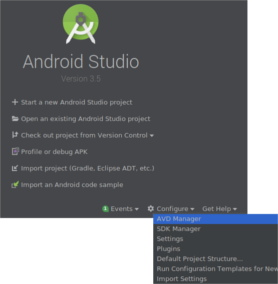 Android Studio
Version 3.5
Start a new Android Studio project
Open an existing Android Studio project
Check out project from Version Control
Profile or debug APK
Import project (Gradle, Eclipse ADT, etc.)
Import an Android code sample
Events Configure Get Help
AVD Manager
SDK Manager
Settings
Plugins
Default Project Structure...
Run Configuration Templates for New
Import Settings